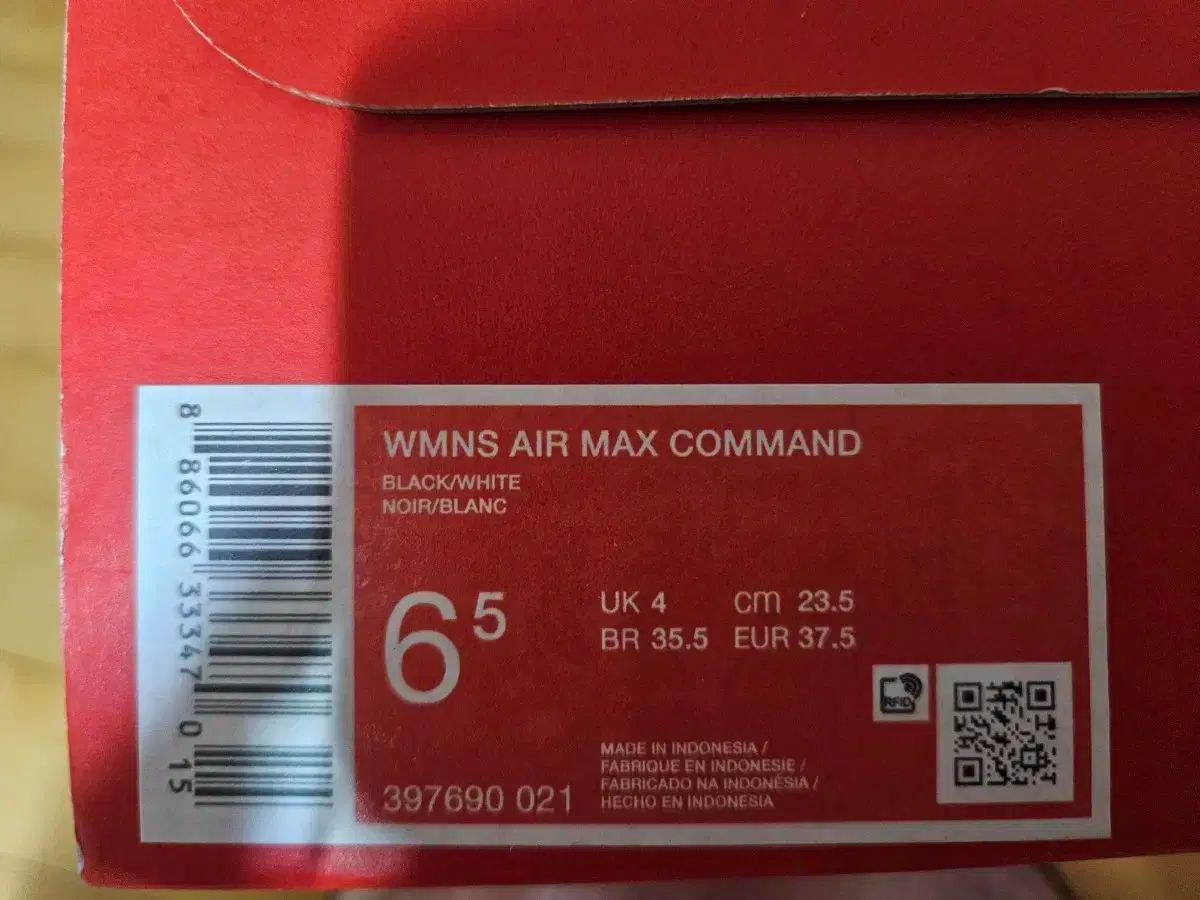 8 86066 33347 0 15
WMNS AIR MAX COMMAND
BLACK/WHITE
NOIR/BLANC
6 5
UK 4 cm 23.5
BR 35.5 EUR 37.5
RFID
MADE IN INDONESIA /
FABRIQUE EN INDONESIE /
FABRICADO NA INDONÉSIA /
HECHO EN INDONESIA
397690 021